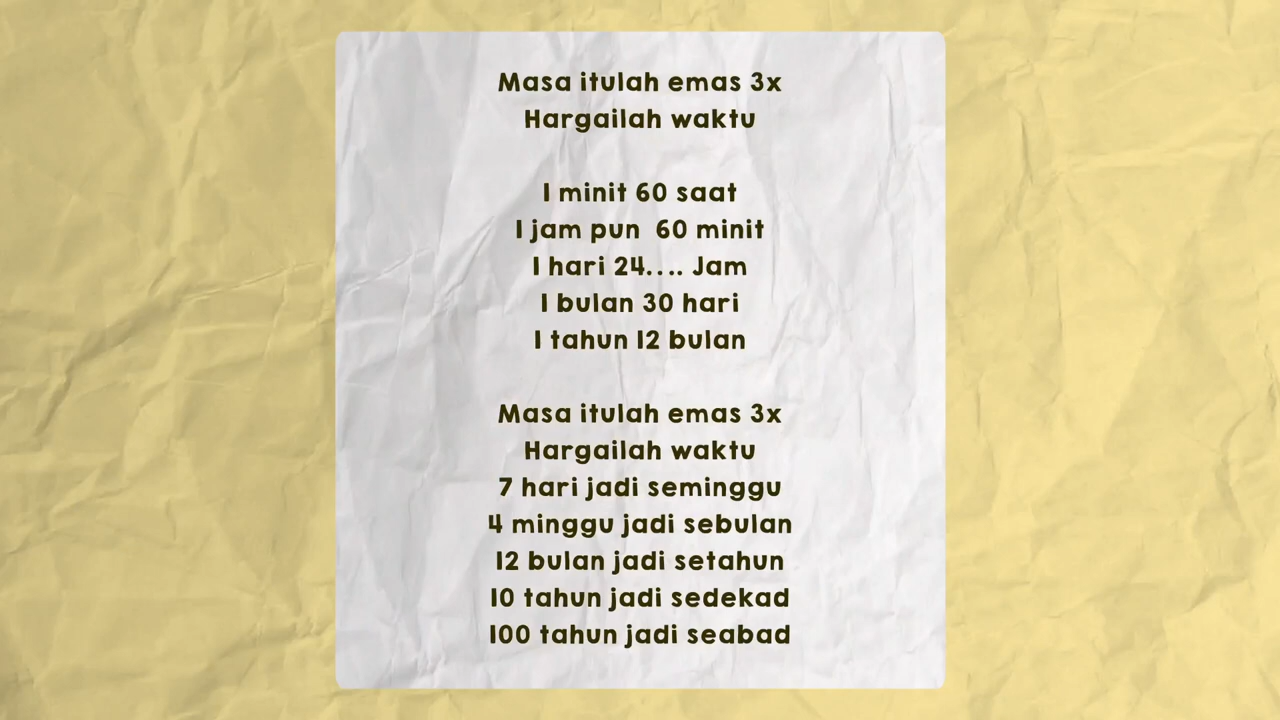 Masa itulah emas 3x
Hargailah waktu
1 minit 60 saat
1 jam pun  60 minit
1 hari 24.... Jam
1 bulan 30 hari
1 tahun 12 bulan
Masa itulah emas 3x
Hargailah waktu
7 hari jadi seminggu
4 minggu jadi sebulan
12 bulan jadi setahun
10 tahun jadi sedekad
100 tahun jadi seabad